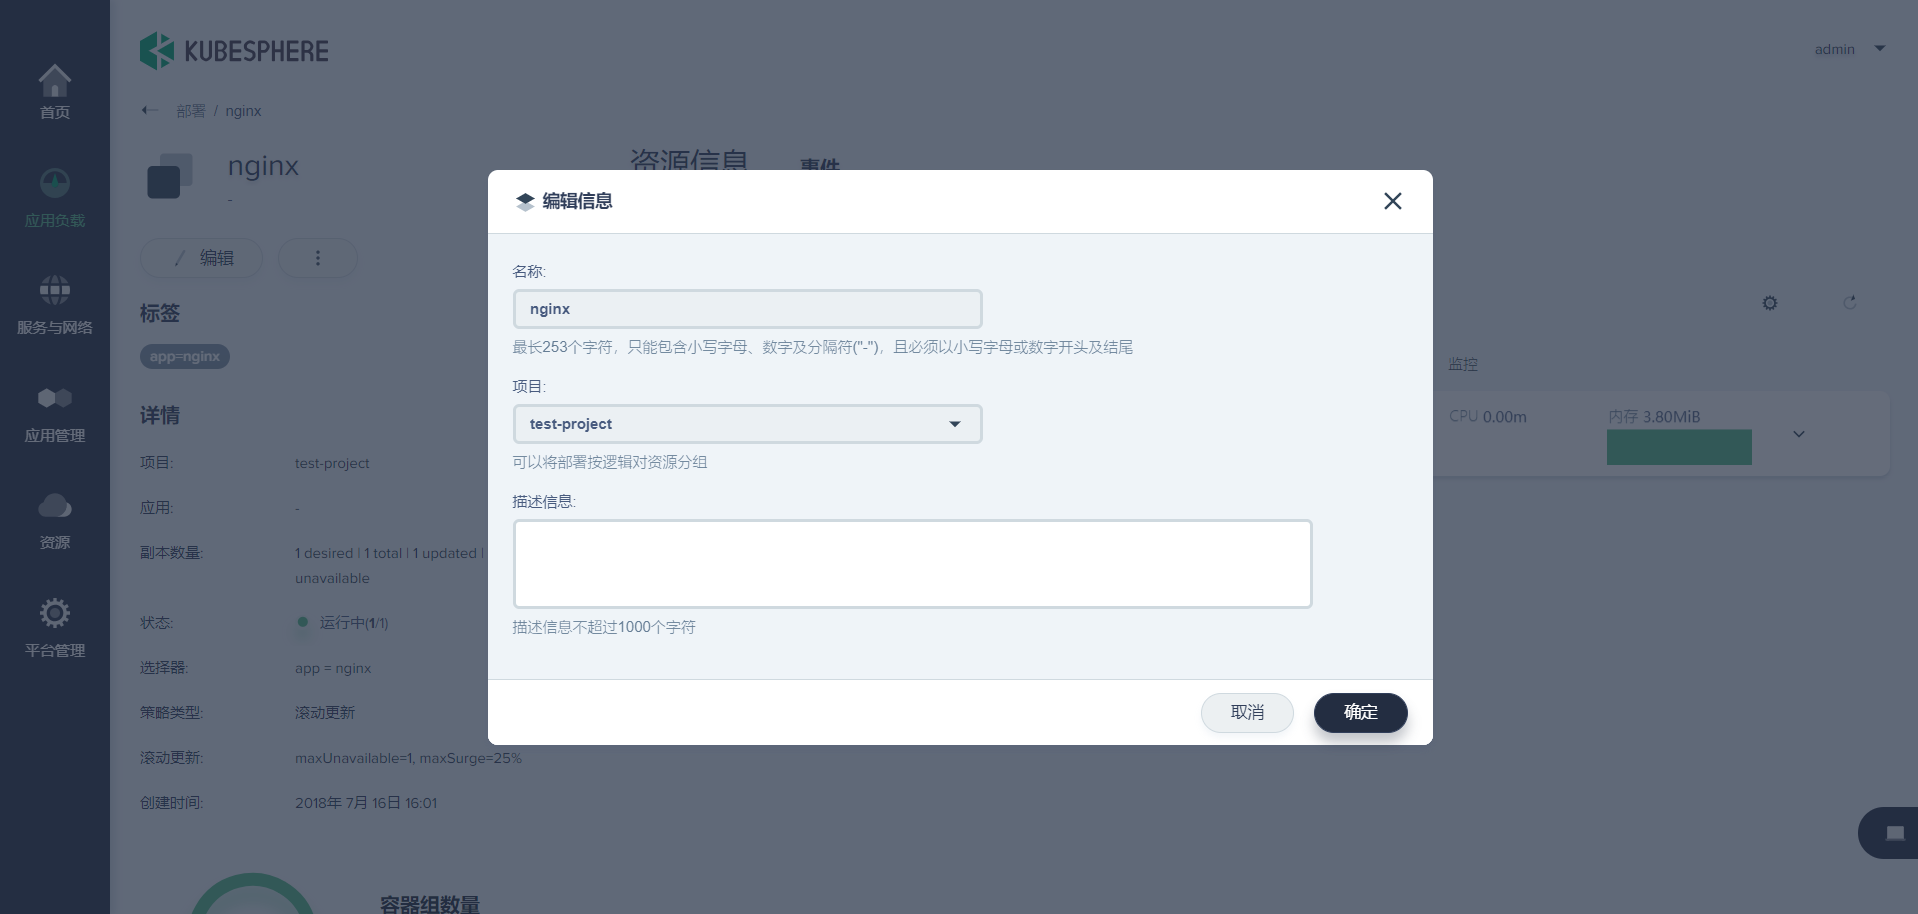 KUBESPHERE
admin
首页
应用负载
服务与网络
应用管理
资源
平台管理
部署 / nginx
nginx
-
编辑
标签
app=nginx
详情
项目: test-project
应用: -
副本数量: 1 desired | 1 total | 1 updated |
unavailable
状态: 运行中(1/1)
选择器: app = nginx
策略类型: 滚动更新
滚动更新: maxUnavailable=1, maxSurge=25%
创建时间: 2018年 7月 16日 16:01
容器组数量
资源信息 事件
监控
CPU 0.00m 内存 3.80MiB
编辑信息
名称:
nginx
最长253个字符，只能包含小写字母、数字及分隔符("-")，且必须以小写字母或数字开头及结尾
项目:
test-project
可以将部署按逻辑对资源分组
描述信息:
描述信息不超过1000个字符
取消 确定